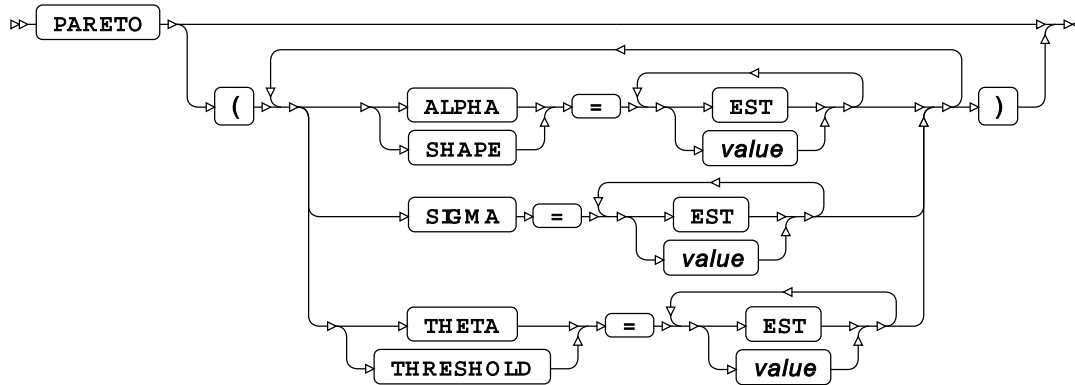 PARETO
( ALPHA = EST )
SHAPE value
SIGMA = EST
value
THETA = EST
THRESHOLD value